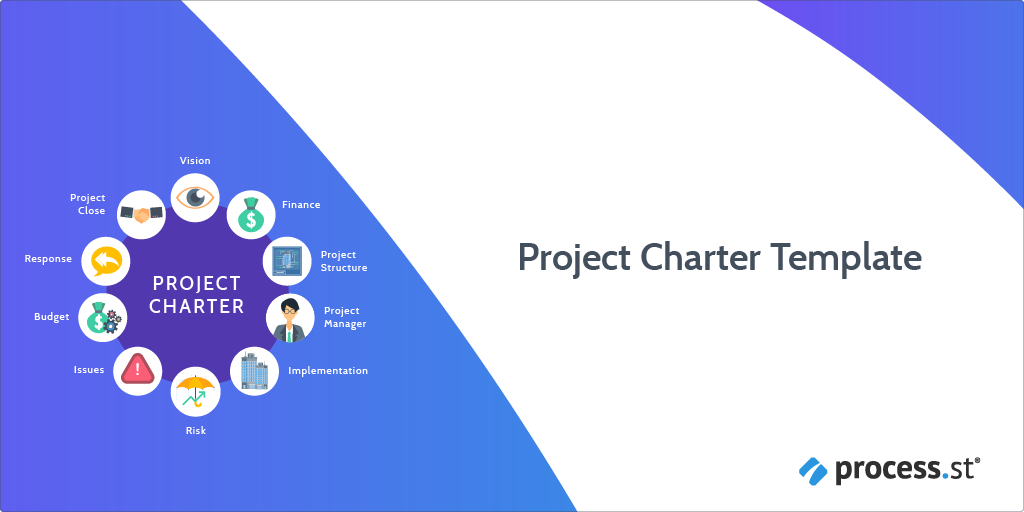 Vision
Finance
Project
Structure
Project
Manager
Implementation
Risk
Issues
Budget
Response
Project
Close
PROJECT
CHARTER
$
$
!
Project Charter Template
process.st®